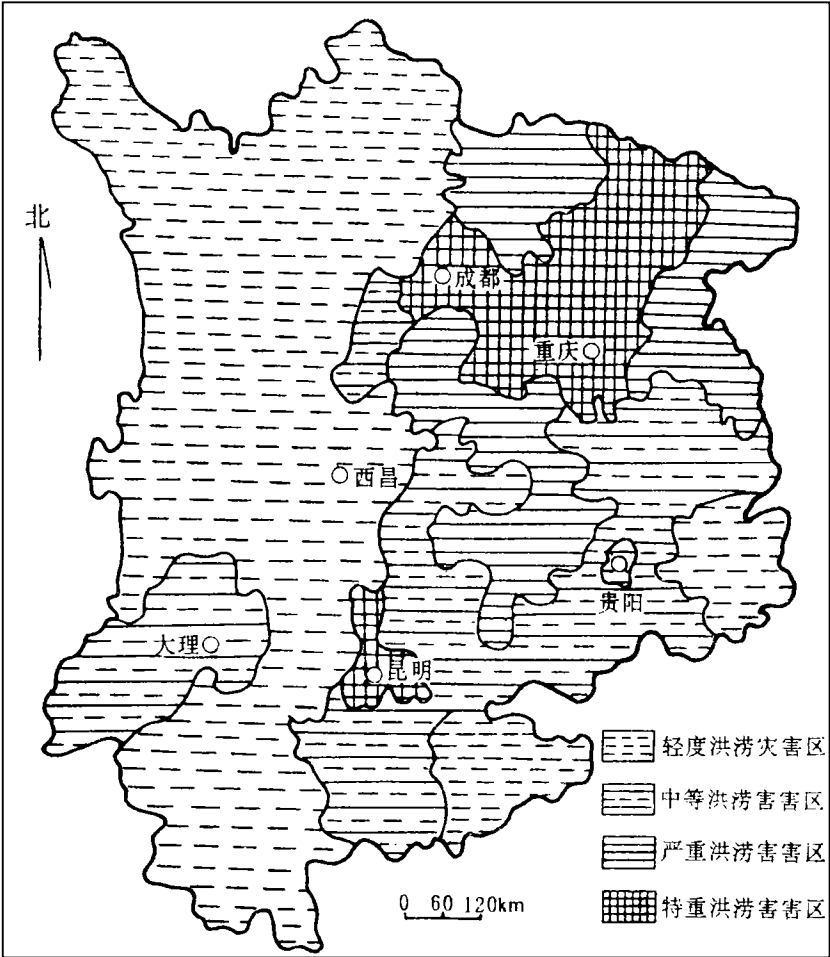 北
成都
重庆
西昌
贵阳
大理
昆明
轻度洪涝灾害区
中等洪涝害害区
严重洪涝害害区
特重洪涝害害区
0 60 120km